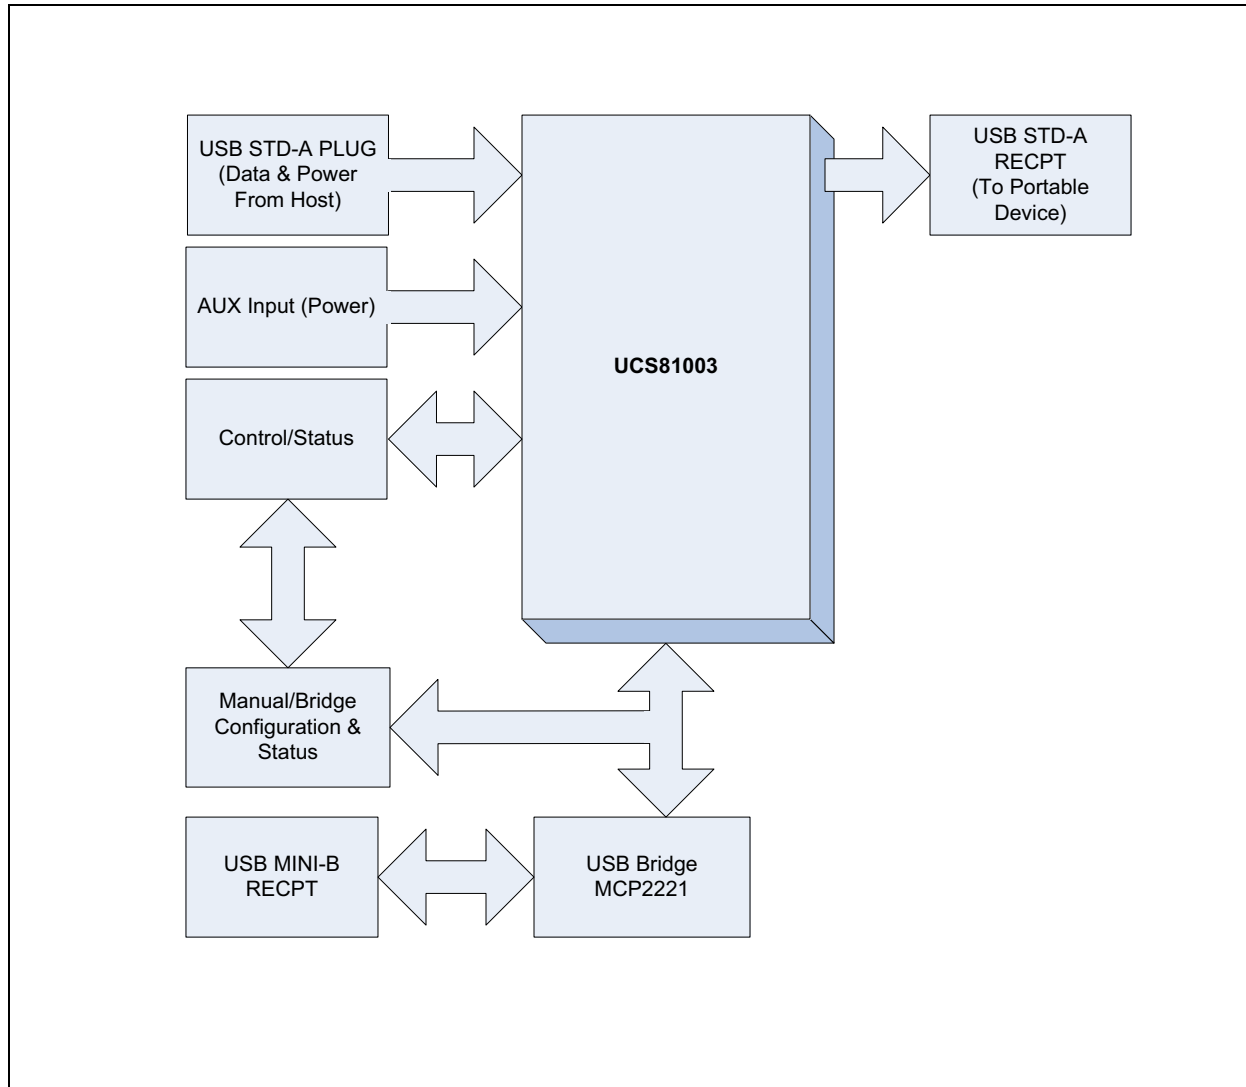 USB STD-A PLUG
(Data & Power
From Host)
USB STD-A
RECPT
(To Portable
Device)
AUX Input (Power)
UCS81003
Control/Status
Manual/Bridge
Configuration &
Status
USB MINI-B
RECPT
USB Bridge
MCP2221